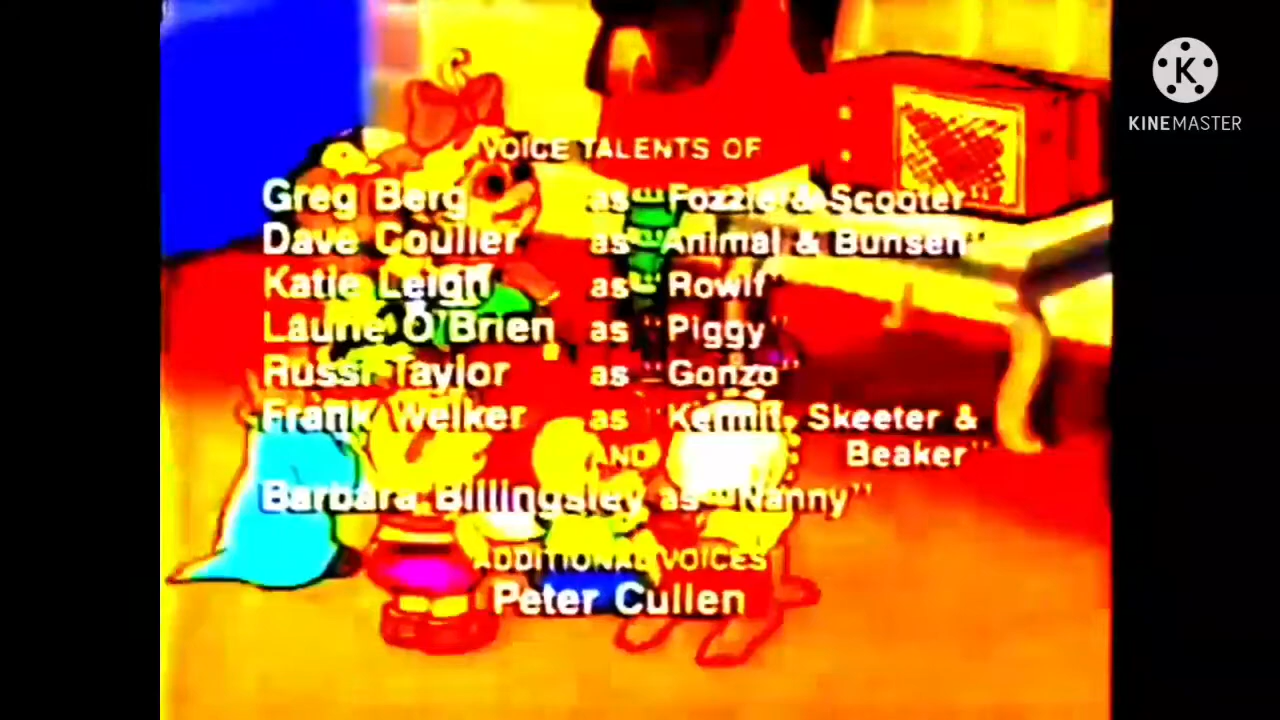 K
KINEMASTER
VOICE TALENTS OF
Greg Berg as "Fozzie & Scooter"
Dave Coulier as "Animal & Bunsen"
Katie Leigh as "Rowlf"
Laurie O'Brien as "Piggy"
Russi Taylor as "Gonzo"
Frank Welker as "Kermit, Skeeter &
AND Beaker"
Barbara Billingsley as "Nanny"
ADDITIONAL VOICES
Peter Cullen